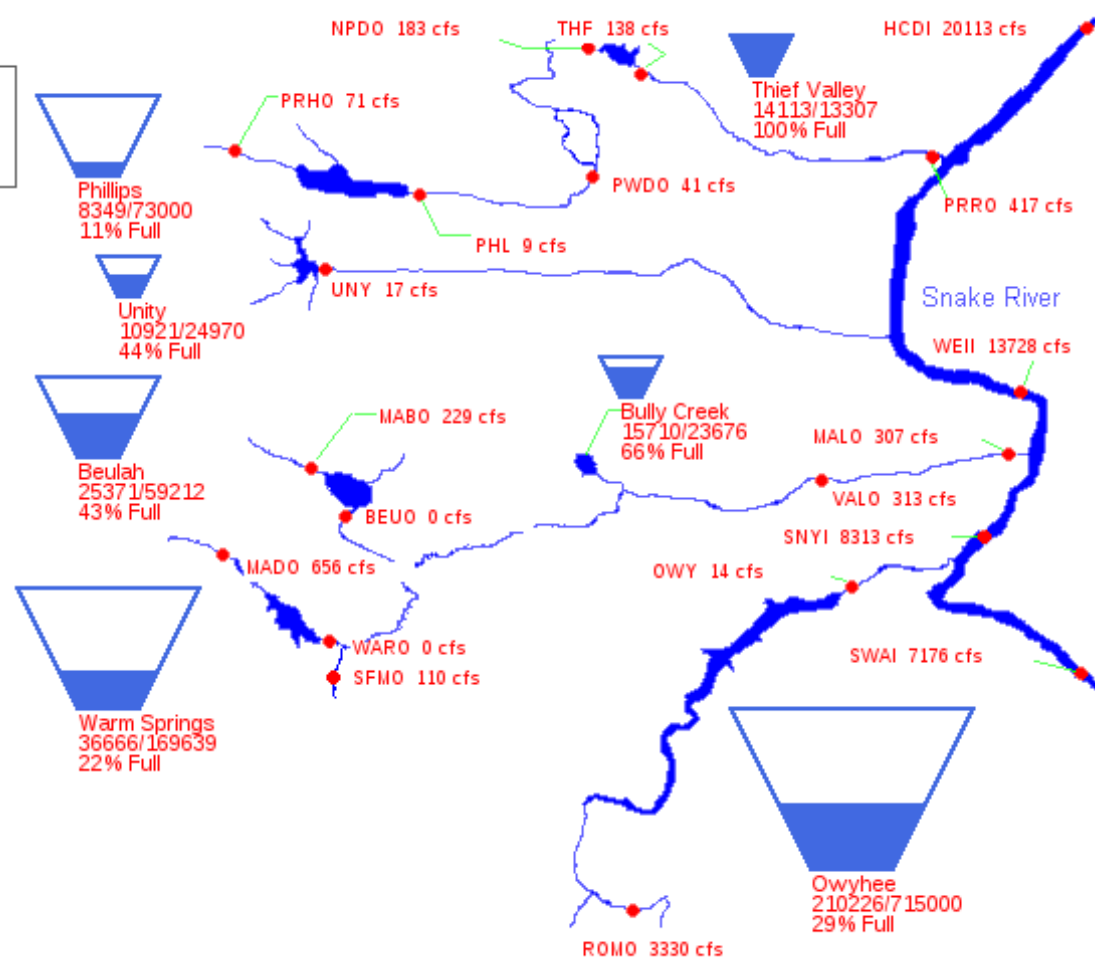 NPDO 183 cfs
THF 138 cfs
HCDI 20113 cfs
Thief Valley
14113/13307
100% Full
PRHO 71 cfs
Phillips
8349/73000
11% Full
PWDO 41 cfs
PRRO 417 cfs
PHL 9 cfs
UNY 17 cfs
Snake River
Unity
10921/24970
44% Full
WEII 13728 cfs
MABO 229 cfs
Bully Creek
15710/23676
66% Full
MALO 307 cfs
Beulah
25371/59212
43% Full
VALO 313 cfs
BEUO 0 cfs
SNYI 8313 cfs
MADO 656 cfs
OWY 14 cfs
WARO 0 cfs
SWAI 7176 cfs
SFMO 110 cfs
Warm Springs
36666/169639
22% Full
Owyhee
210226/715000
29% Full
ROMO 3330 cfs